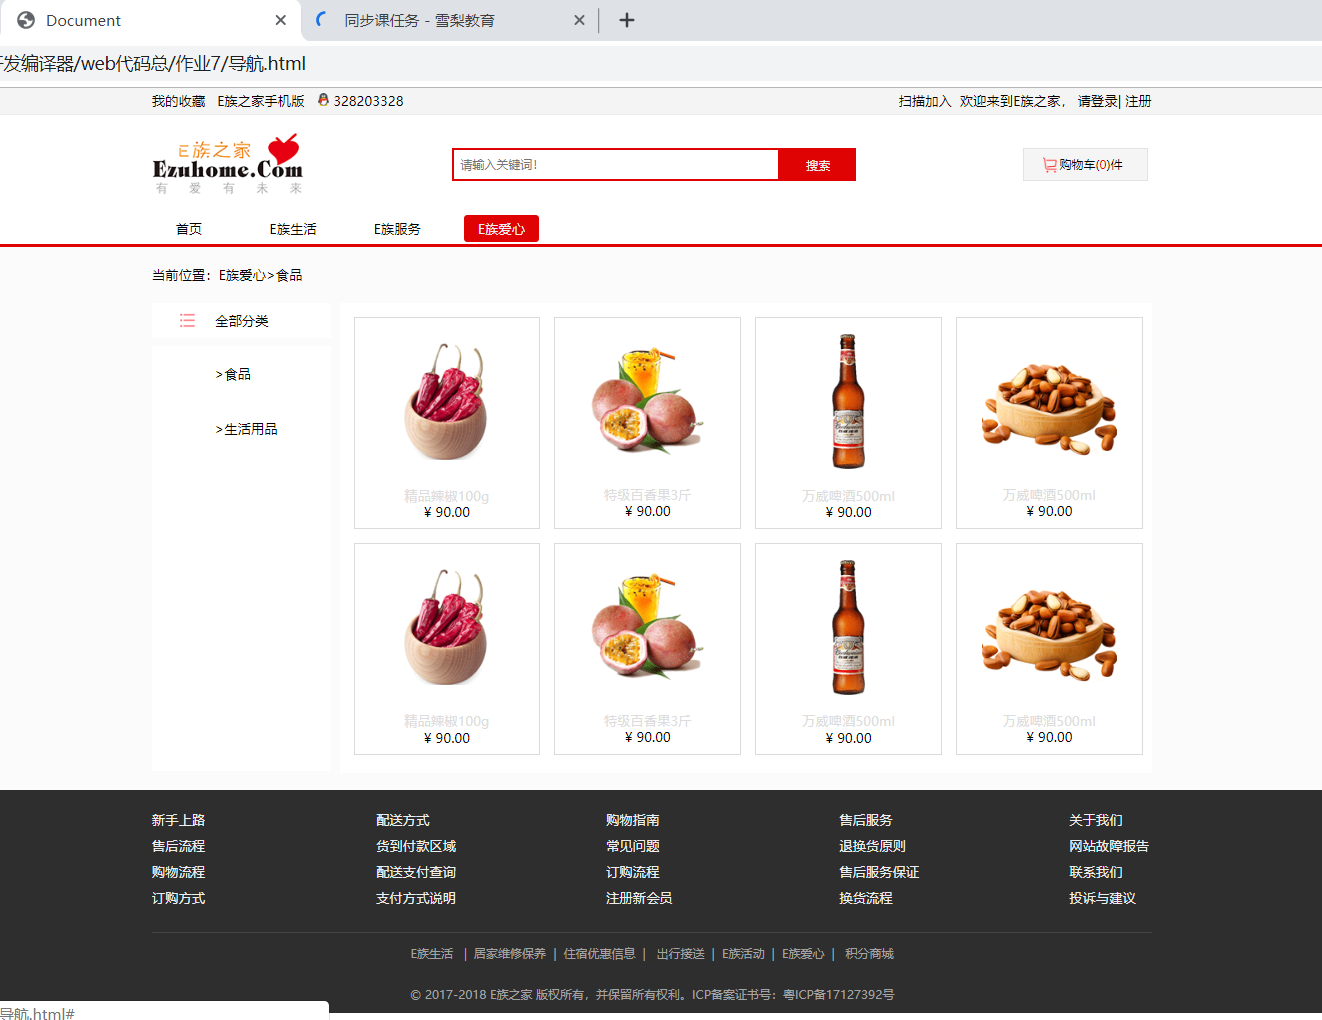 Document
同步课任务 - 雪梨教育
开发编译器/web代码总/作业7/导航.html
我的收藏 E族之家手机版 328203328 扫描加入 欢迎来到E族之家， 请登录| 注册
E族之家
Ezuhome.Com
有 爱 有 未 来
请输入关键词！ 搜索
购物车(0)件
首页 E族生活 E族服务 E族爱心
当前位置：E族爱心>食品
全部分类
>食品
>生活用品
精品辣椒100g 特级百香果3斤 万威啤酒500ml 万威啤酒500ml
¥ 90.00 ¥ 90.00 ¥ 90.00 ¥ 90.00
精品辣椒100g 特级百香果3斤 万威啤酒500ml 万威啤酒500ml
¥ 90.00 ¥ 90.00 ¥ 90.00 ¥ 90.00
新手上路 配送方式 购物指南 售后服务 关于我们
售后流程 货到付款区域 常见问题 退换货原则 网站故障报告
购物流程 配送支付查询 订购流程 售后服务保证 联系我们
订购方式 支付方式说明 注册新会员 换货流程 投诉与建议
E族生活 | 居家维修保养 | 住宿优惠信息 | 出行接送 | E族活动 | E族爱心 | 积分商城
© 2017-2018 E族之家 版权所有，并保留所有权利。ICP备案证书号：粤ICP备17127392号
导航.html#